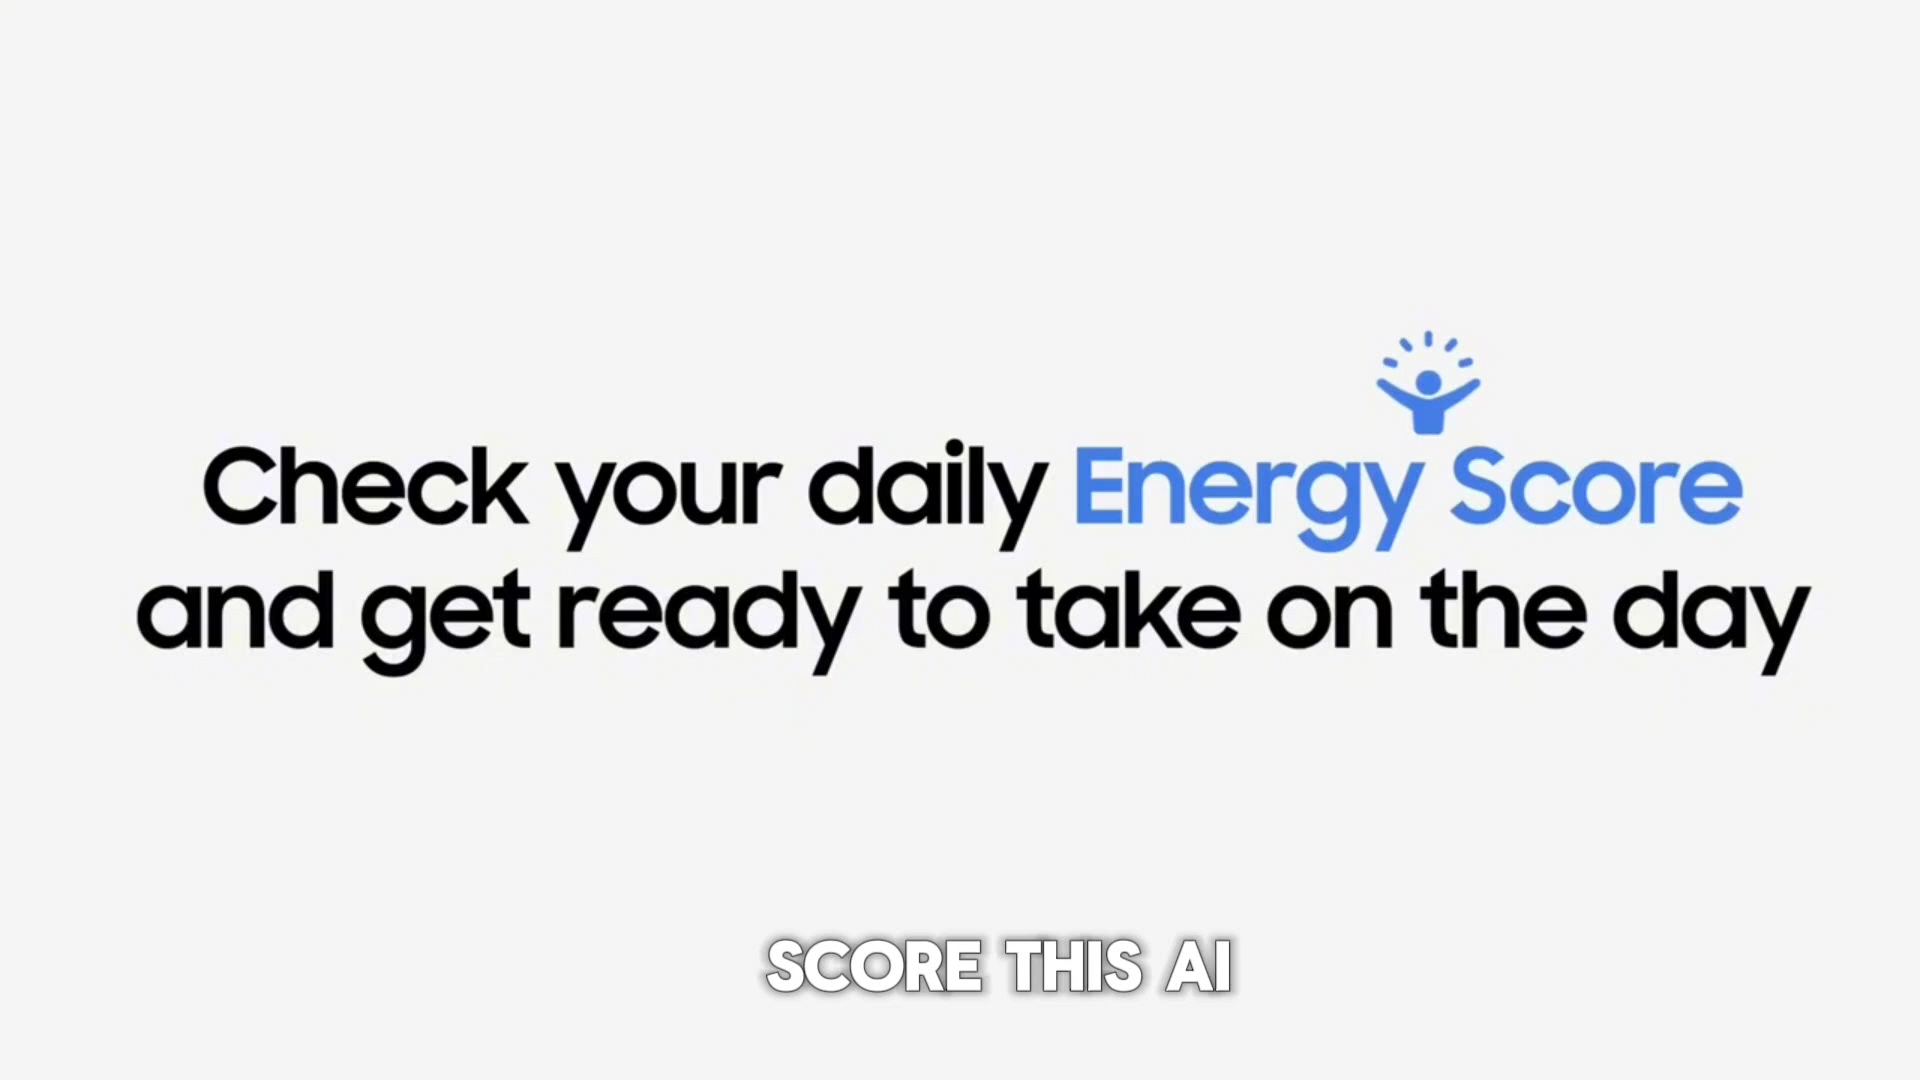 Check your daily Energy Score
and get ready to take on the day
SCORE THIS AI